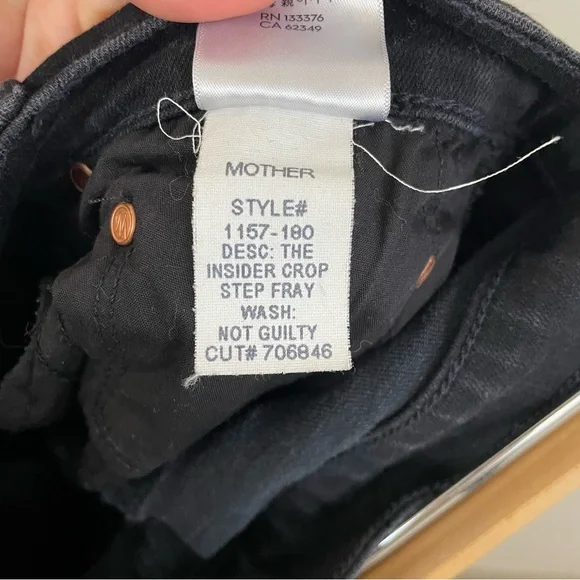 RN 133376
CA 62349
MOTHER
STYLE#
1157-180
DESC: THE
INSIDER CROP
STEP FRAY
WASH:
NOT GUILTY
CUT# 706846